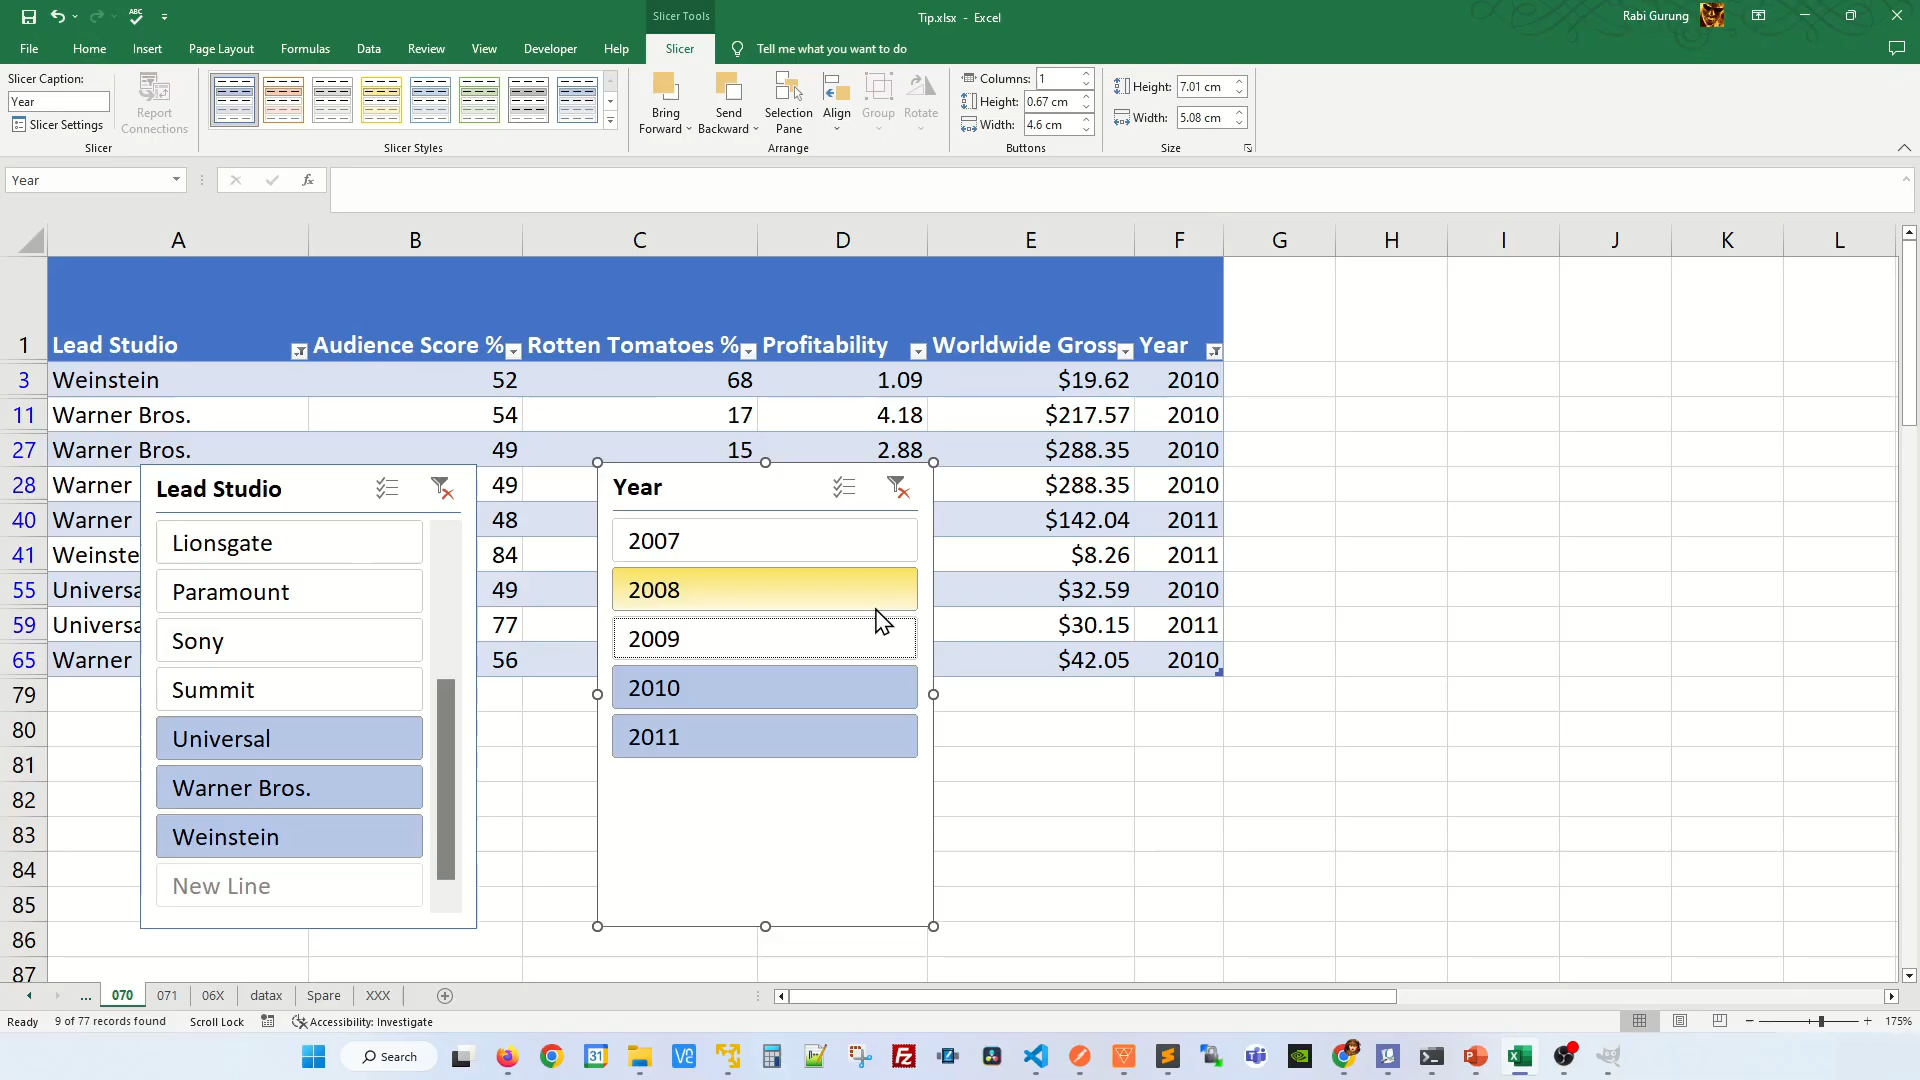 Slicer Tools
Tip.xlsx - Excel
Rabi Gurung
File Home Insert Page Layout Formulas Data Review View Developer Help Slicer Tell me what you want to do
Slicer Caption:
Year
Slicer Settings
Report Connections
Slicer
Slicer Styles
Bring Forward
Send Backward
Selection Pane
Align
Group
Rotate
Arrange
Columns: 1
Height: 0.67 cm
Width: 4.6 cm
Buttons
Height: 7.01 cm
Width: 5.08 cm
Size
Year
fx
A B C D E F G H I J K L
1 Lead Studio Audience Score % Rotten Tomatoes % Profitability Worldwide Gross Year
3 Weinstein 52 68 1.09 $19.62 2010
11 Warner Bros. 54 17 4.18 $217.57 2010
27 Warner Bros. 49 15 2.88 $288.35 2010
28 Warner 49 $288.35 2010
40 Warner 48 $142.04 2011
41 Weinste 84 $8.26 2011
55 Universa 49 $32.59 2010
59 Universa 77 $30.15 2011
65 Warner 56 $42.05 2010
79
80
81
82
83
84
85
86
87
Lead Studio
Lionsgate
Paramount
Sony
Summit
Universal
Warner Bros.
Weinstein
New Line
Year
2007
2008
2009
2010
2011
... 070 071 06X datax Spare XXX
Ready 9 of 77 records found Scroll Lock Accessibility: Investigate 175%
Search